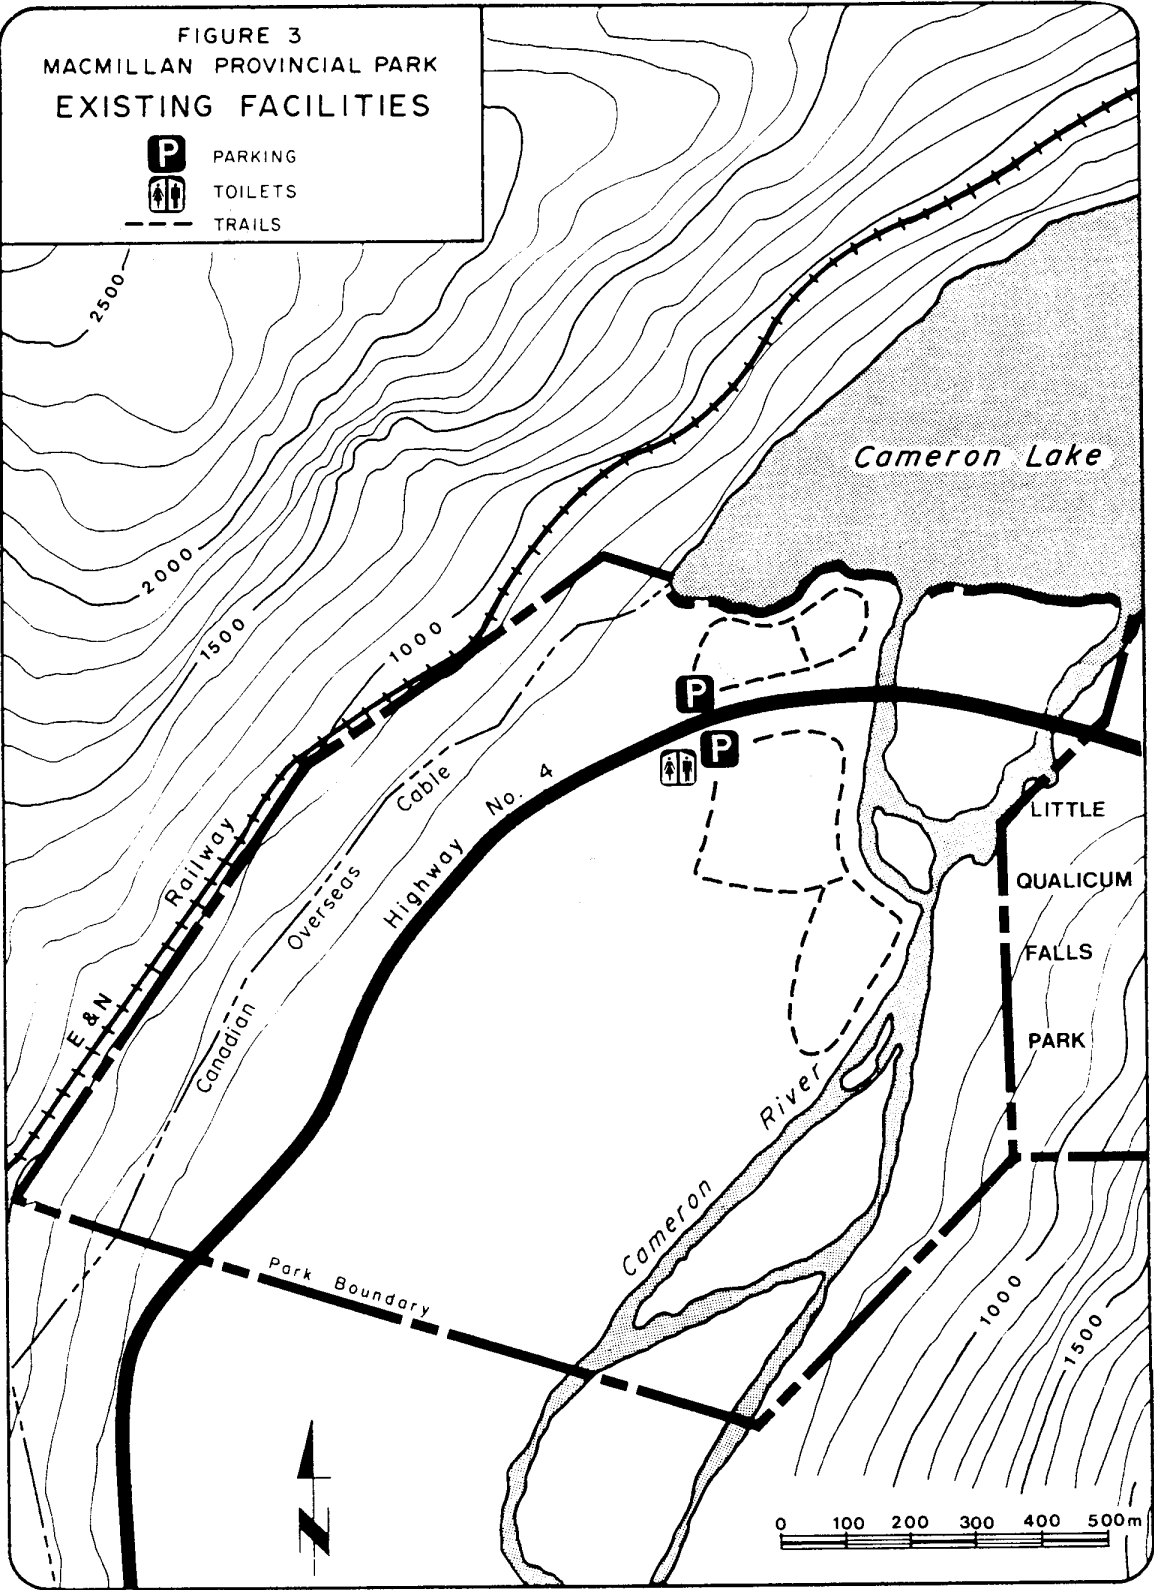 FIGURE 3
MACMILLAN PROVINCIAL PARK
EXISTING FACILITIES
P PARKING
TOILETS
TRAILS
2500
2000
1500
1000
Cameron Lake
P
P
Highway No. 4
Canadian Overseas Cable
E & N Railway
LITTLE
QUALICUM
FALLS
PARK
Cameron River
Park Boundary
1000
1500
N
0 100 200 300 400 500m